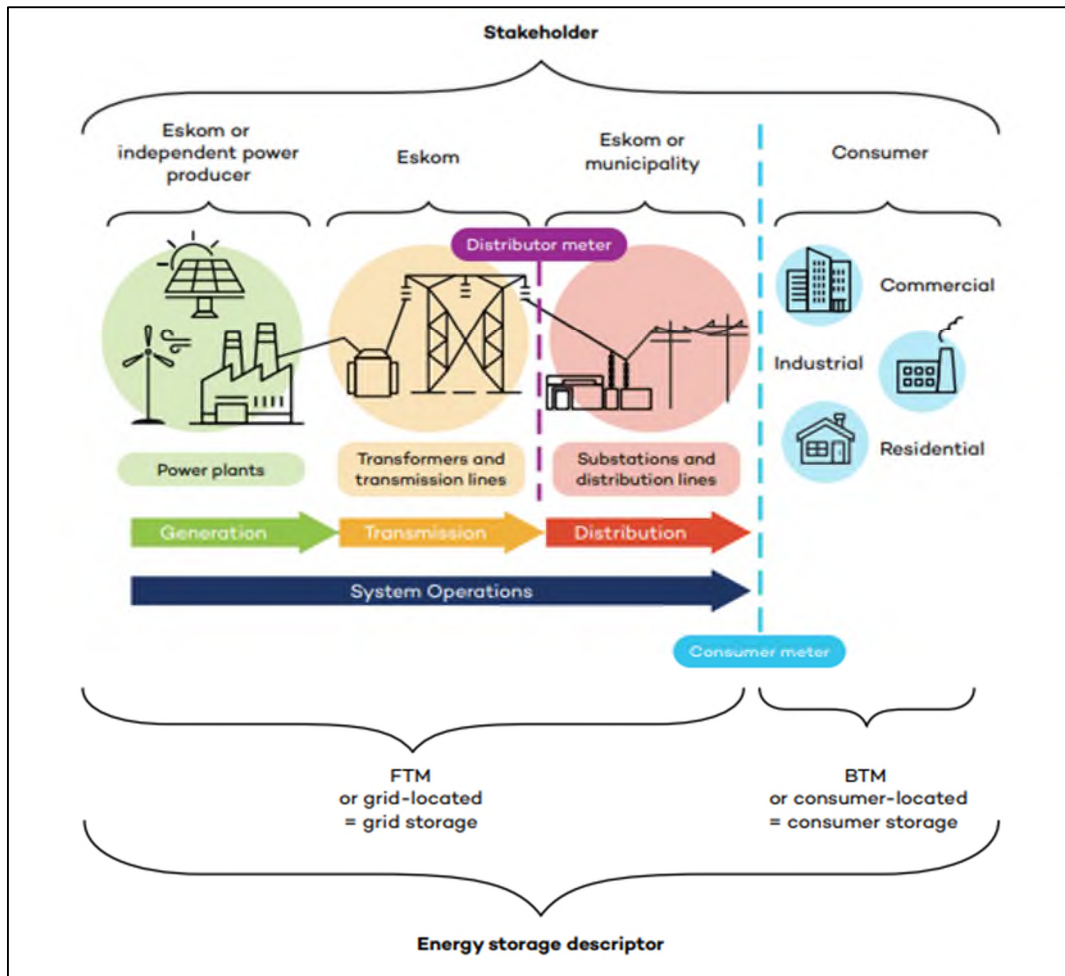 Stakeholder
Eskom or
independent power
producer
Eskom
Eskom or
municipality
Consumer
Distributor meter
Commercial
Industrial
Residential
Power plants
Transformers and
transmission lines
Substations and
distribution lines
Generation
Transmission
Distribution
System Operations
Consumer meter
FTM
or grid-located
= grid storage
BTM
or consumer-located
= consumer storage
Energy storage descriptor